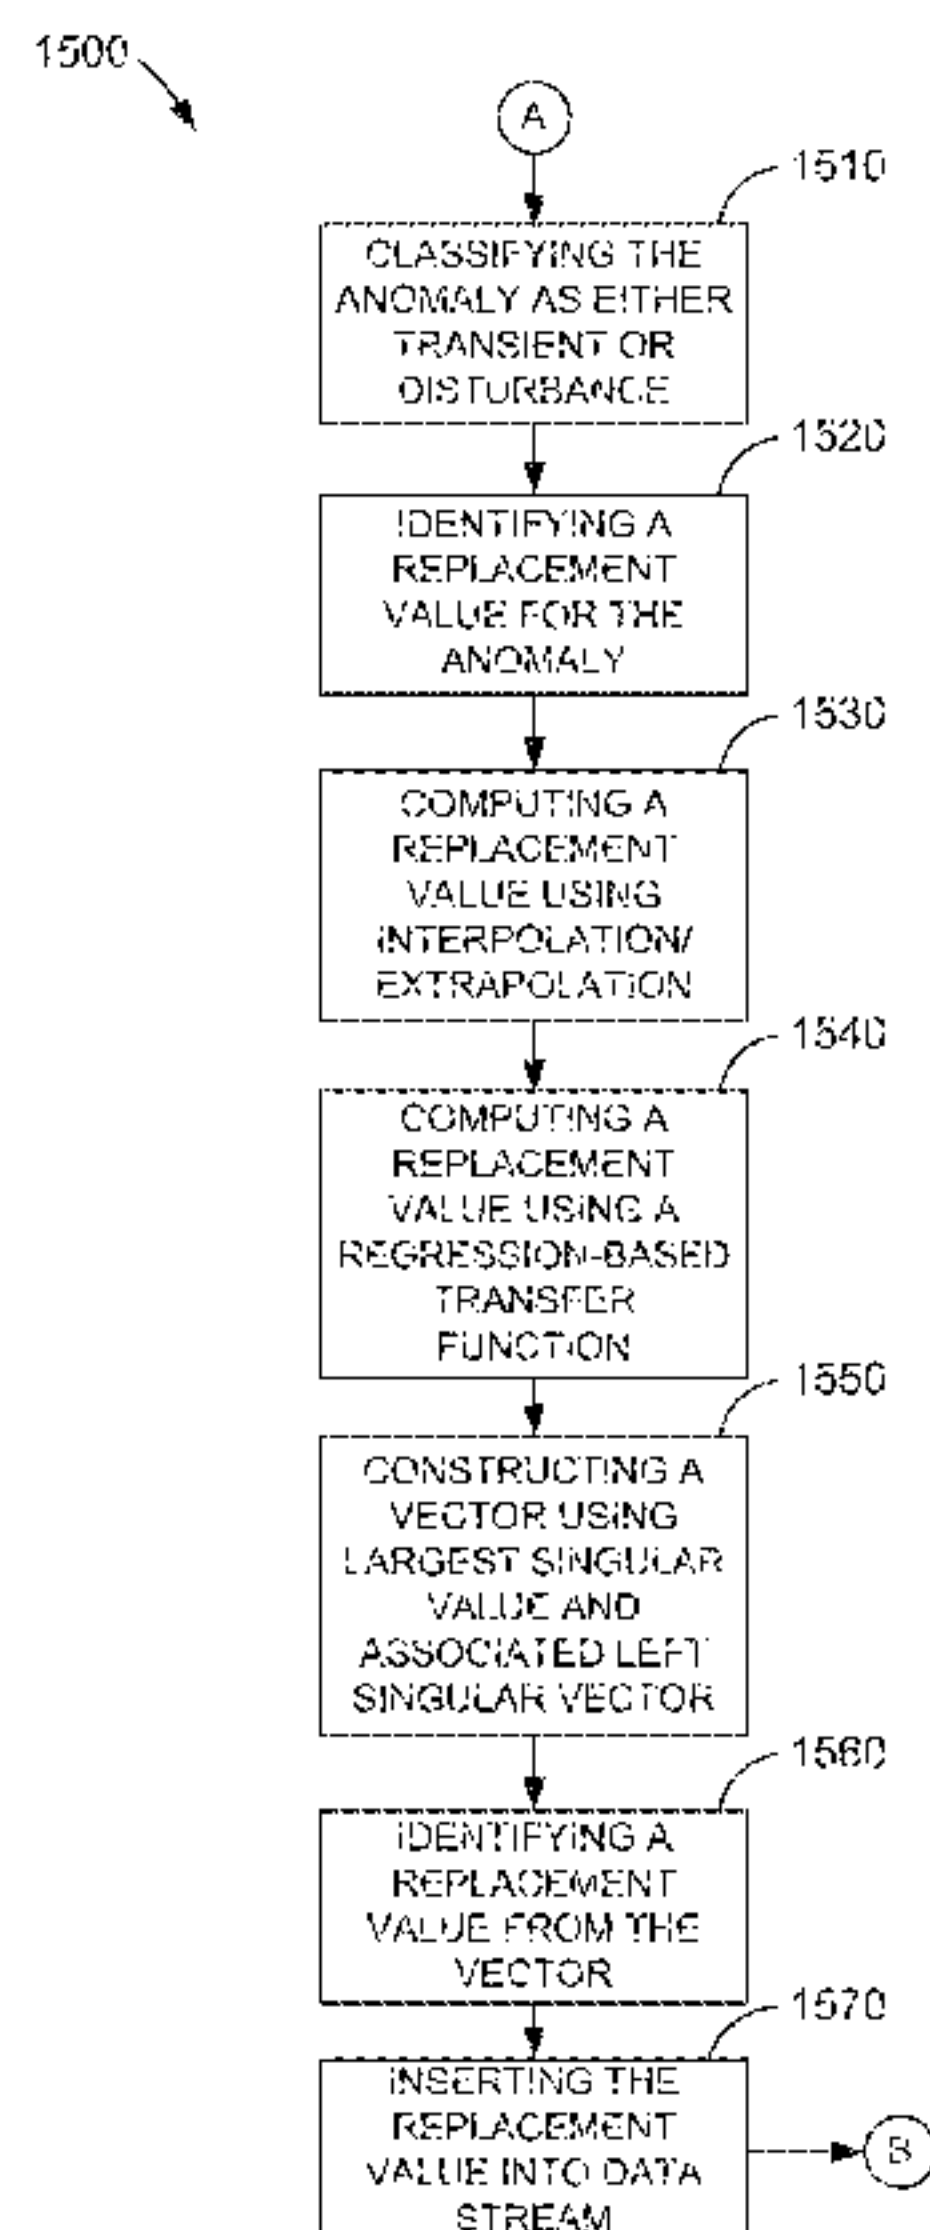 1500
A
1510
CLASSIFYING THE
ANOMALY AS EITHER
TRANSIENT OR
DISTURBANCE
1520
IDENTIFYING A
REPLACEMENT
VALUE FOR THE
ANOMALY
1530
COMPUTING A
REPLACEMENT
VALUE USING
INTERPOLATION/
EXTRAPOLATION
1540
COMPUTING A
REPLACEMENT
VALUE USING A
REGRESSION-BASED
TRANSFER
FUNCTION
1550
CONSTRUCTING A
VECTOR USING
LARGEST SINGULAR
VALUE AND
ASSOCIATED LEFT
SINGULAR VECTOR
1560
IDENTIFYING A
REPLACEMENT
VALUE FROM THE
VECTOR
1570
INSERTING THE
REPLACEMENT
VALUE INTO DATA
STREAM
B